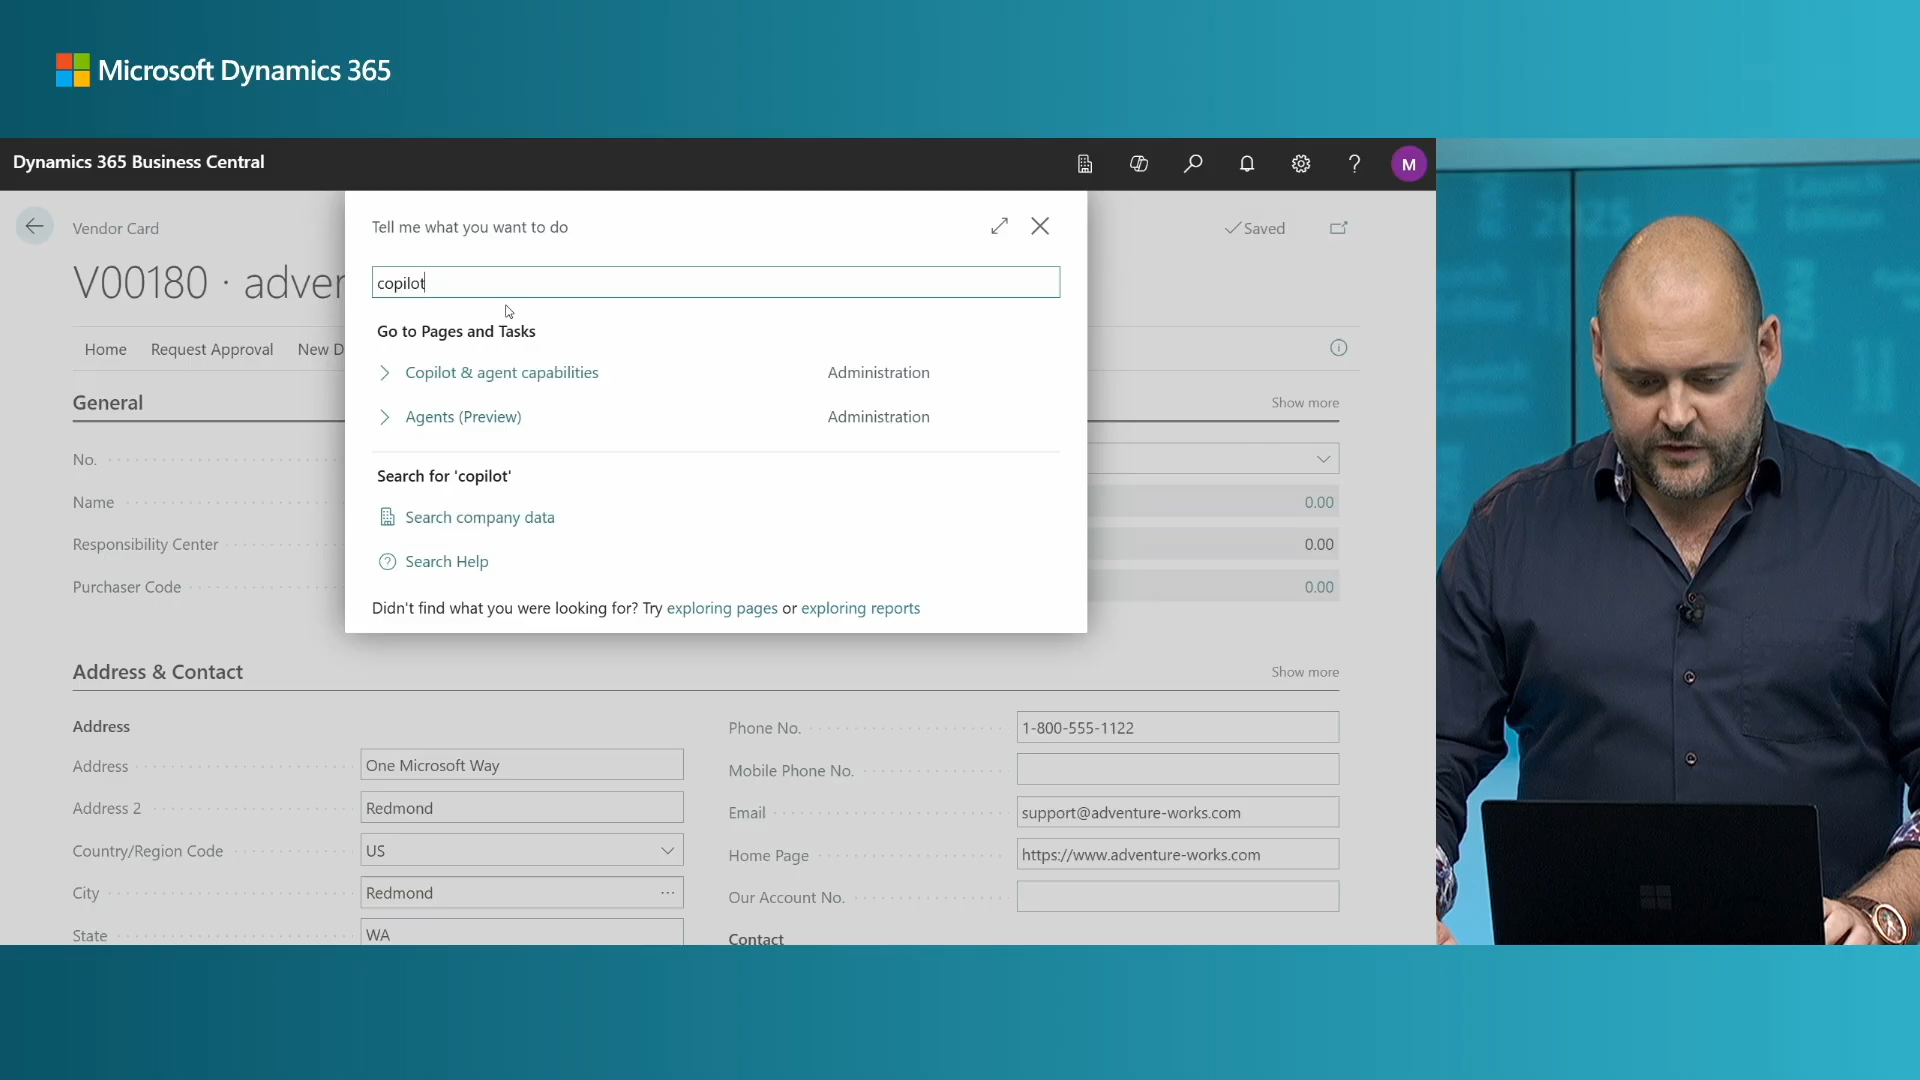 Microsoft Dynamics 365
Dynamics 365 Business Central
M
Vendor Card
Saved
V00180 · adven
Home Request Approval New D
General
Show more
No.
Name
Responsibility Center
Purchaser Code
0.00
0.00
0.00
Tell me what you want to do
copilot
Go to Pages and Tasks
Copilot & agent capabilities Administration
Agents (Preview) Administration
Search for 'copilot'
Search company data
Search Help
Didn't find what you were looking for? Try exploring pages or exploring reports
Address & Contact
Show more
Address
Address One Microsoft Way
Address 2 Redmond
Country/Region Code US
City Redmond
State WA
Phone No. 1-800-555-1122
Mobile Phone No.
Email support@adventure-works.com
Home Page https://www.adventure-works.com
Our Account No.
Contact
2025
Launch